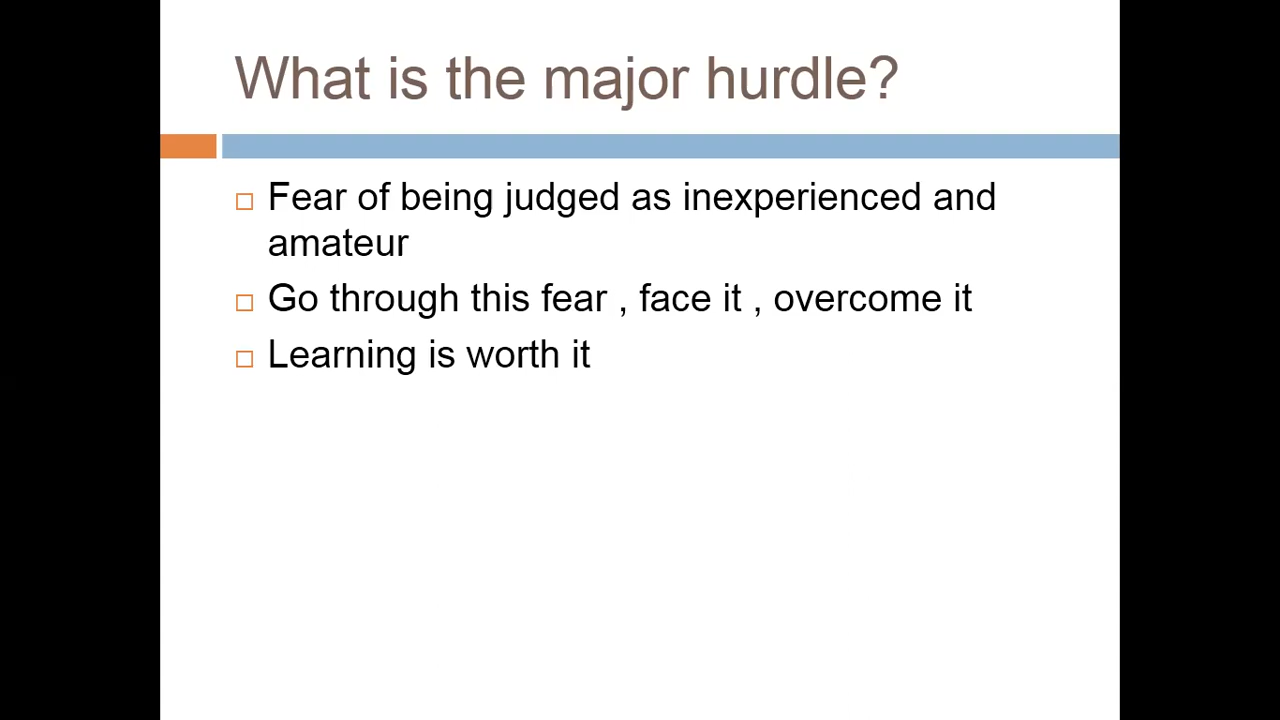 What is the major hurdle?
Fear of being judged as inexperienced and
amateur
Go through this fear , face it , overcome it
Learning is worth it